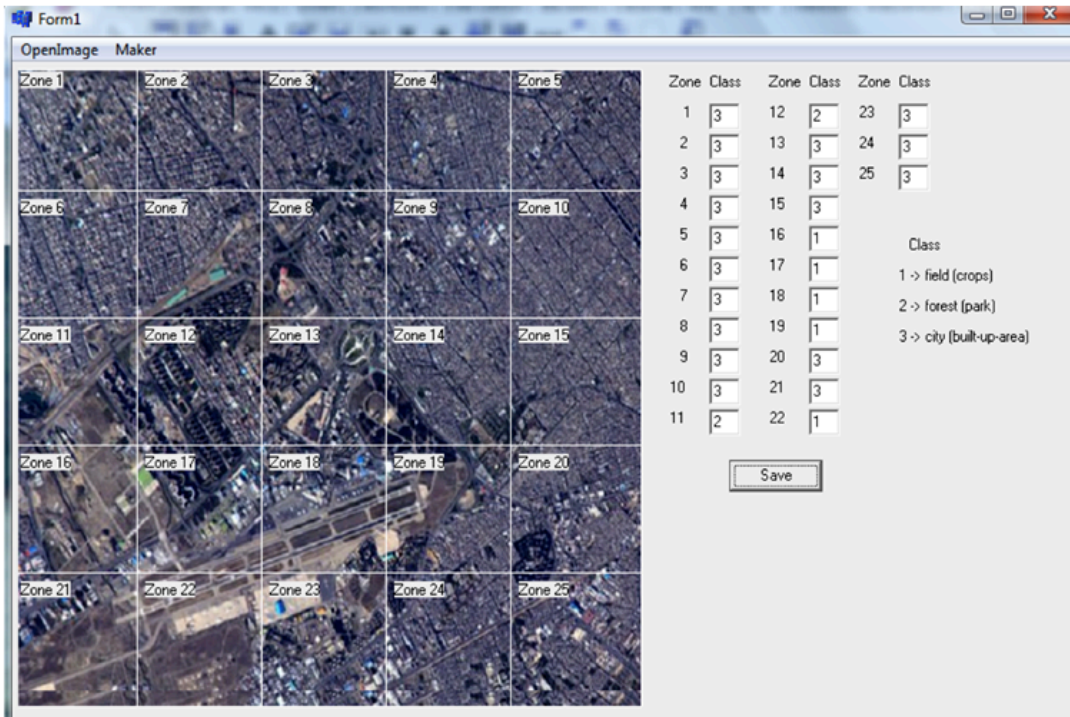 Form1
OpenImage Maker
Zone 1 Zone 2 Zone 3 Zone 4 Zone 5
Zone 6 Zone 7 Zone 8 Zone 9 Zone 10
Zone 11 Zone 12 Zone 13 Zone 14 Zone 15
Zone 16 Zone 17 Zone 18 Zone 19 Zone 20
Zone 21 Zone 22 Zone 23 Zone 24 Zone 25
Zone Class Zone Class Zone Class
1 3 12 2 23 3
2 3 13 3 24 3
3 3 14 3 25 3
4 3 15 3
5 3 16 1
6 3 17 1
7 3 18 1
8 3 19 1
9 3 20 3
10 3 21 3
11 2 22 1
Class
1 -> field (crops)
2 -> forest (park)
3 -> city (built-up-area)
Save